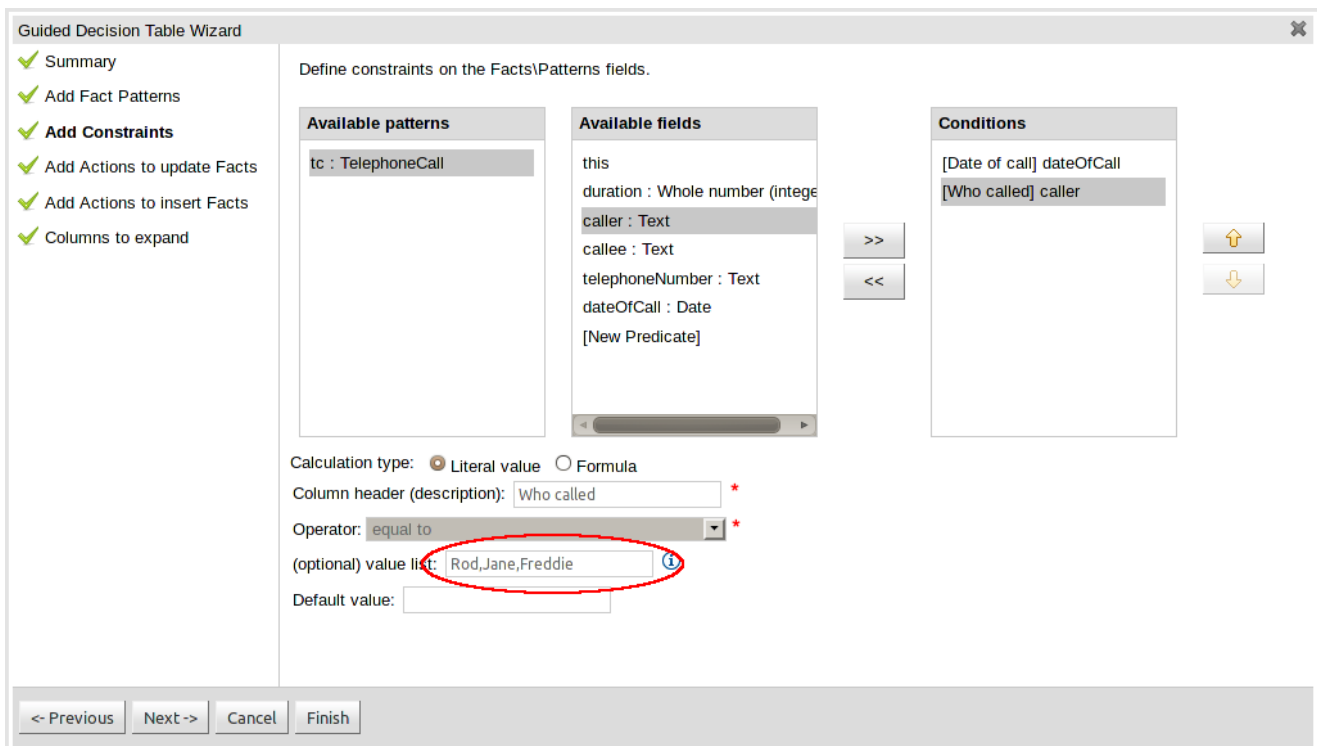 Guided Decision Table Wizard
Summary
Add Fact Patterns
Add Constraints
Add Actions to update Facts
Add Actions to insert Facts
Columns to expand
Define constraints on the Facts\Patterns fields.
Available patterns
tc : TelephoneCall
Available fields
this
duration : Whole number (intege
caller : Text
callee : Text
telephoneNumber : Text
dateOfCall : Date
[New Predicate]
>>
<<
Conditions
[Date of call] dateOfCall
[Who called] caller
Calculation type: Literal value Formula
Column header (description): Who called *
Operator: equal to *
(optional) value list: Rod,Jane,Freddie
Default value:
<- Previous Next -> Cancel Finish